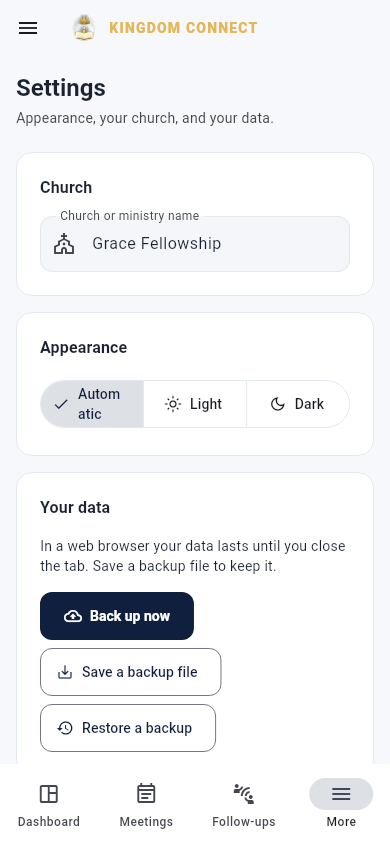 KINGDOM CONNECT
Settings
Appearance, your church, and your data.
Church
Church or ministry name
Grace Fellowship
Appearance
Autom
atic
Light
Dark
Your data
In a web browser your data lasts until you close
the tab. Save a backup file to keep it.
Back up now
Save a backup file
Restore a backup
Dashboard
Meetings
Follow-ups
More